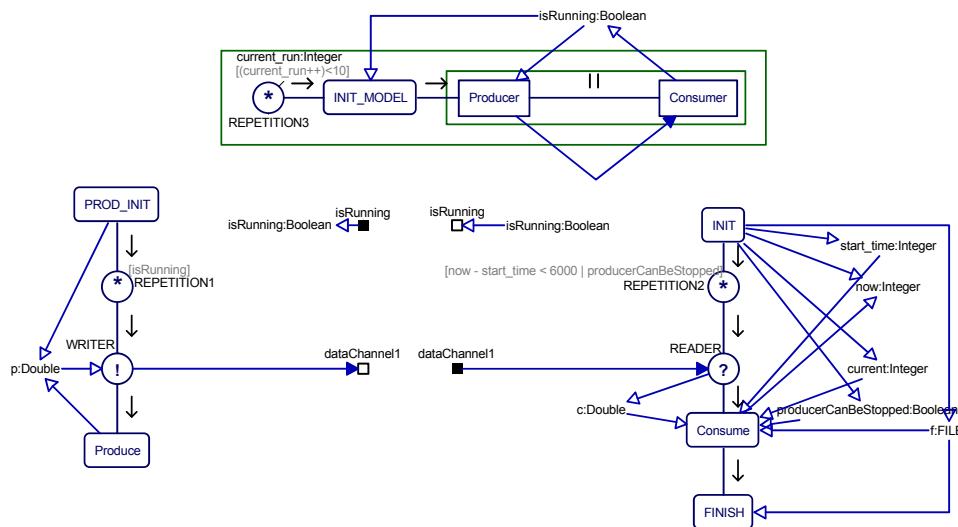 isRunning:Boolean
current_run:Integer
[(current_run++)<10]
*
INIT_MODEL
Producer
||
Consumer
REPETITION3
PROD_INIT
isRunning
isRunning:Boolean
isRunning
isRunning:Boolean
INIT
start_time:Integer
[isRunning]
*
REPETITION1
[now - start_time < 6000 | producerCanBeStopped]
REPETITION2
*
now:Integer
WRITER
p:Double
!
dataChannel1
dataChannel1
READER
?
current:Integer
c:Double
producerCanBeStopped:Boolean
Produce
Consume
f:FILE
FINISH